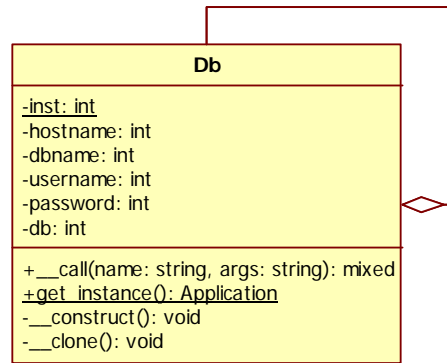 Db
-inst: int
-hostname: int
-dbname: int
-username: int
-password: int
-db: int
+__call(name: string, args: string): mixed
+get_instance(): Application
-__construct(): void
-__clone(): void